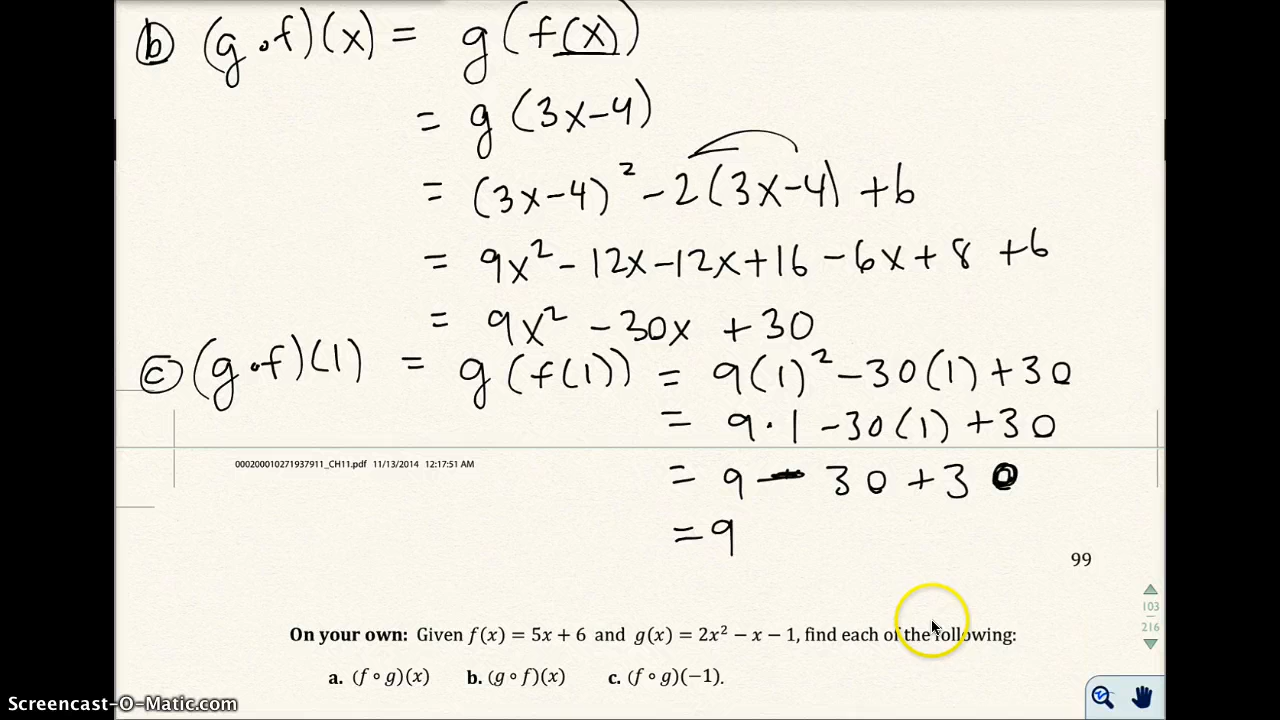 ⓑ (g∘f)(x) = g(f(x))
= g(3x-4)
= (3x-4)² -2(3x-4) +6
= 9x² - 12x - 12x + 16 - 6x + 8 + 6
= 9x² - 30x + 30
ⓒ (g∘f)(1) = g(f(1)) = 9(1)² - 30(1) + 30
= 9·1 - 30(1) + 30
= 9 - 30 + 30
= 9
000200010271937911_CH11.pdf 11/13/2014 12:17:51 AM
99
On your own: Given f(x) = 5x + 6 and g(x) = 2x² − x − 1, find each of the following:
a. (f ∘ g)(x) b. (g ∘ f)(x) c. (f ∘ g)(−1).
103
216
Screencast-O-Matic.com